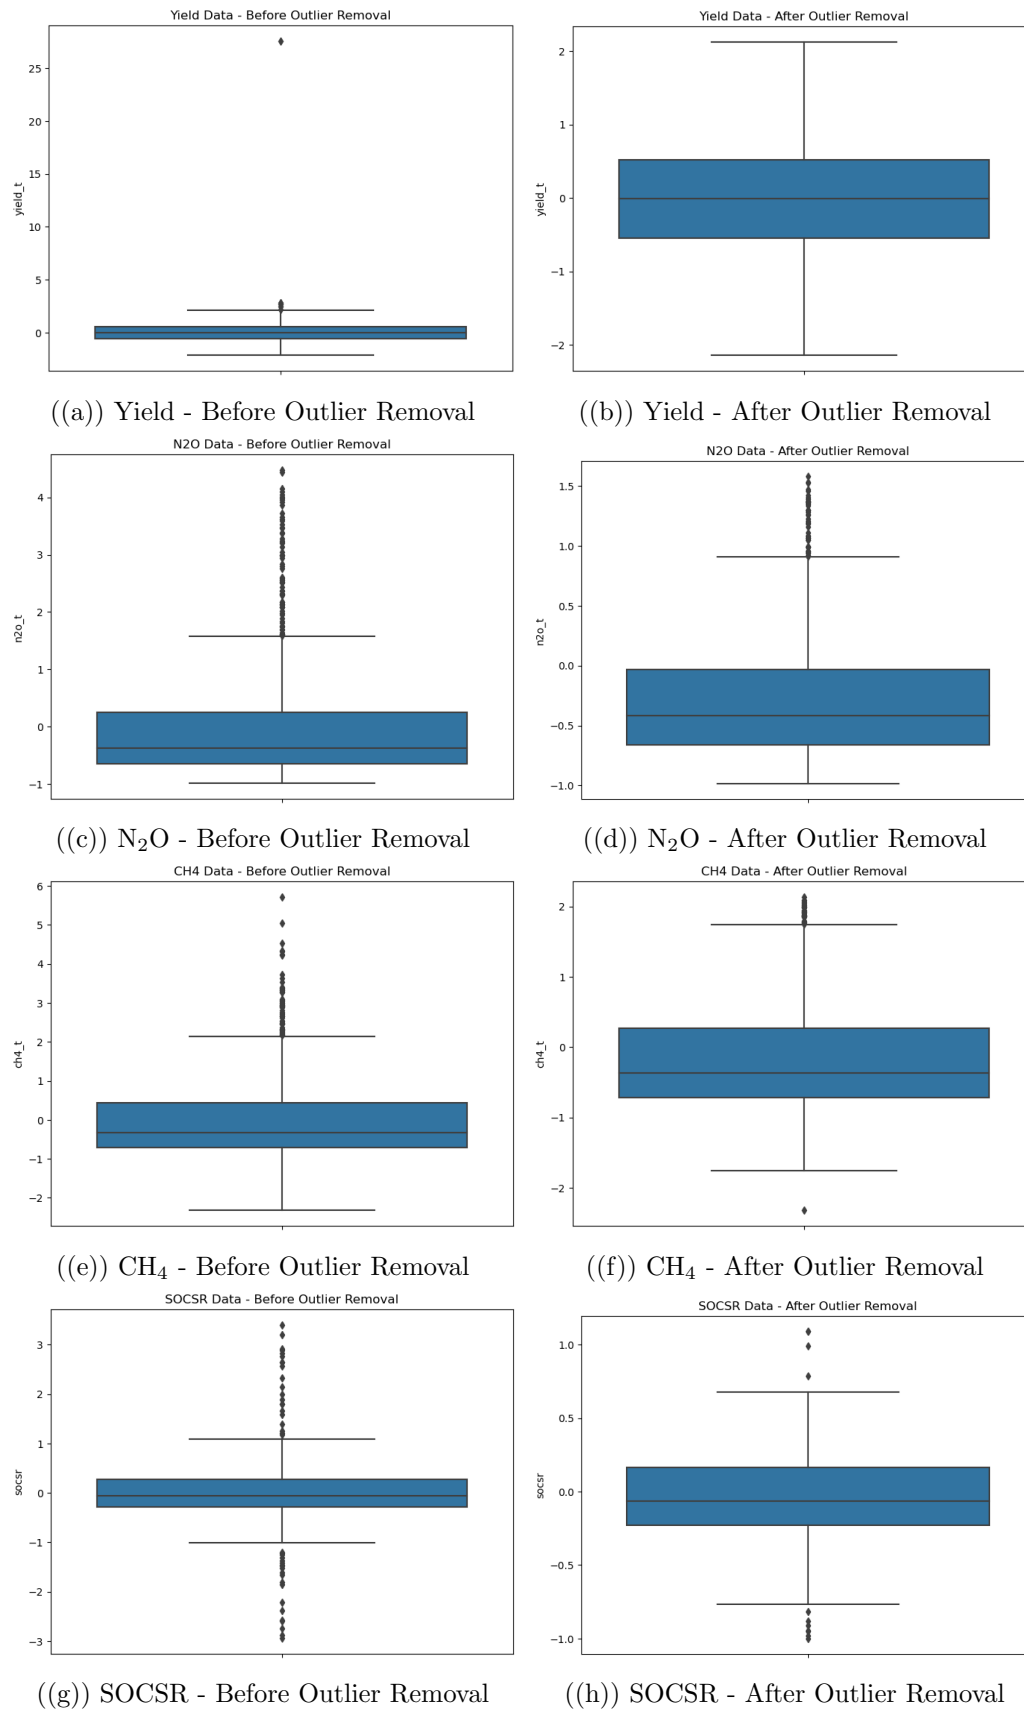 Yield Data - Before Outlier Removal
25
20
15
10
5
0
yield_t
((a)) Yield - Before Outlier Removal
Yield Data - After Outlier Removal
2
1
0
−1
−2
yield_t
((b)) Yield - After Outlier Removal
N2O Data - Before Outlier Removal
4
3
2
1
0
−1
n2o_t
((c)) N₂O - Before Outlier Removal
N2O Data - After Outlier Removal
1.5
1.0
0.5
0.0
−0.5
−1.0
n2o_t
((d)) N₂O - After Outlier Removal
CH4 Data - Before Outlier Removal
6
5
4
3
2
1
0
−1
−2
ch4_t
((e)) CH₄ - Before Outlier Removal
CH4 Data - After Outlier Removal
2
1
0
−1
−2
ch4_t
((f)) CH₄ - After Outlier Removal
SOCSR Data - Before Outlier Removal
3
2
1
0
−1
−2
−3
socsr
((g)) SOCSR - Before Outlier Removal
SOCSR Data - After Outlier Removal
1.0
0.5
0.0
−0.5
−1.0
socsr
((h)) SOCSR - After Outlier Removal